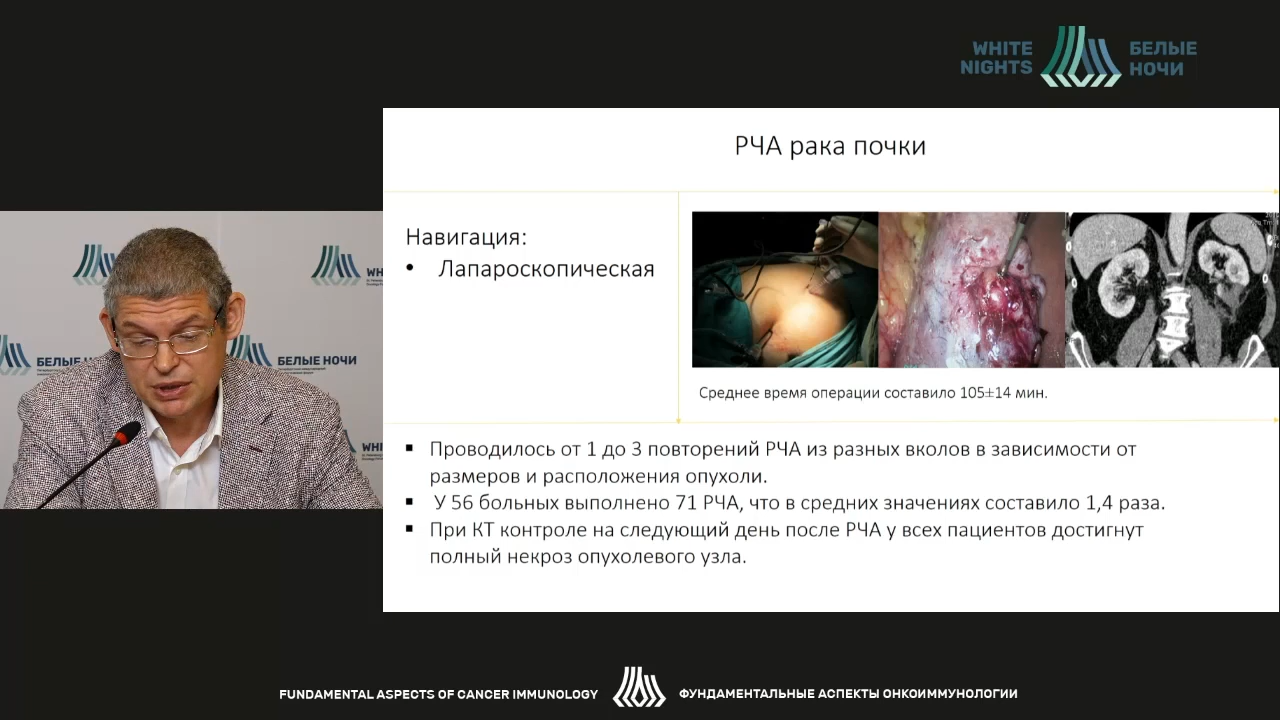 WHITE
NIGHTS
БЕЛЫЕ
НОЧИ
РЧА рака почки
Навигация:
• Лапароскопическая
Среднее время операции составило 105±14 мин.
▪ Проводилось от 1 до 3 повторений РЧА из разных вколов в зависимости от
размеров и расположения опухоли.
▪ У 56 больных выполнено 71 РЧА, что в средних значениях составило 1,4 раза.
▪ При КТ контроле на следующий день после РЧА у всех пациентов достигнут
полный некроз опухолевого узла.
БЕЛЫЕ НОЧИ
FUNDAMENTAL ASPECTS OF CANCER IMMUNOLOGY
ФУНДАМЕНТАЛЬНЫЕ АСПЕКТЫ ОНКОИММУНОЛОГИИ